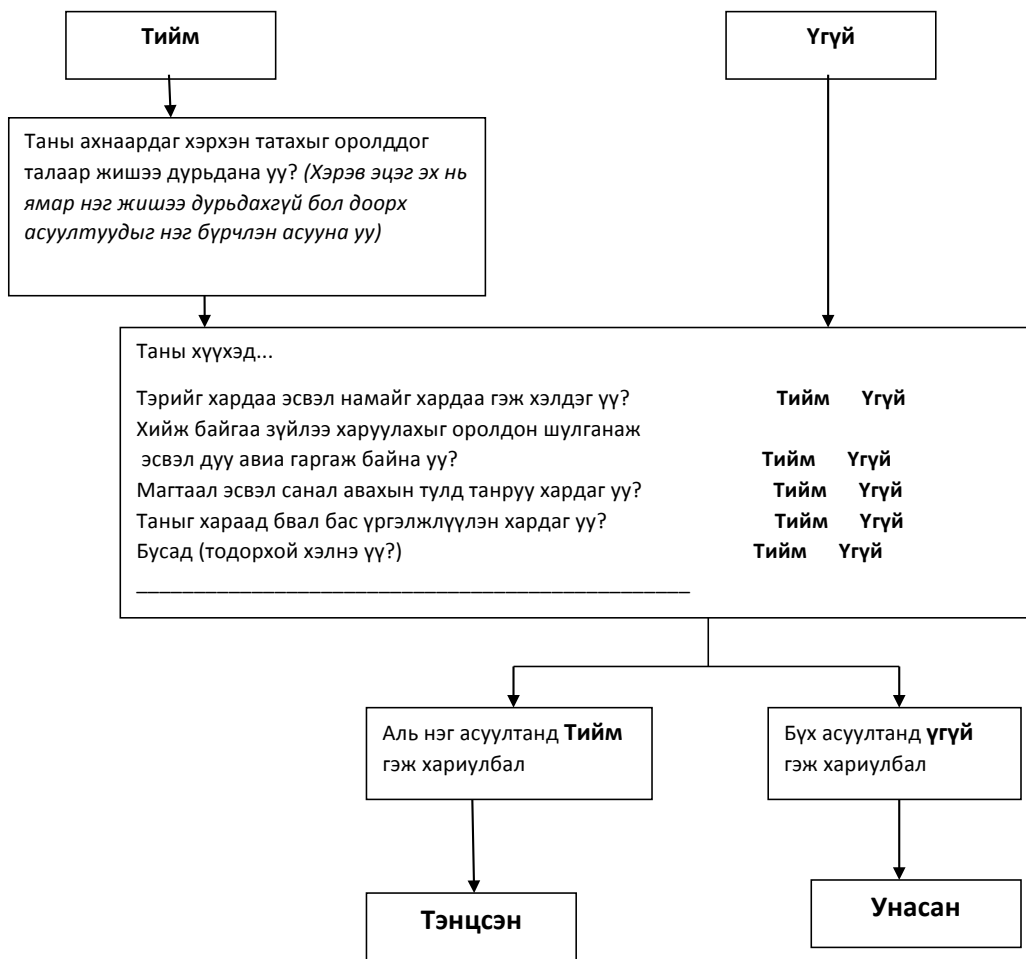 Тийм
Үгүй
Таны ахнаардаг хэрхэн татахыг оролддог
талаар жишээ дурьдана уу? (Хэрэв эцэг эх нь
ямар нэг жишээ дурьдахгүй бол доорх
асуултуудыг нэг бүрчлэн асууна уу)
Таны хүүхэд...
Тэрийг хардаа эсвэл намайг хардаа гэж хэлдэг үү? Тийм Үгүй
Хийж байгаа зүйлээ харуулахыг оролдон шулганаж
эсвэл дуу авиа гаргаж байна уу? Тийм Үгүй
Магтаал эсвэл санал авахын тулд танруу хардаг уу? Тийм Үгүй
Таныг хараад бвал бас үргэлжлүүлэн хардаг уу? Тийм Үгүй
Бусад (тодорхой хэлнэ үү?) Тийм Үгүй
Аль нэг асуултанд Тийм
гэж хариулбал
Бүх асуултанд үгүй
гэж хариулбал
Тэнцсэн
Унасан